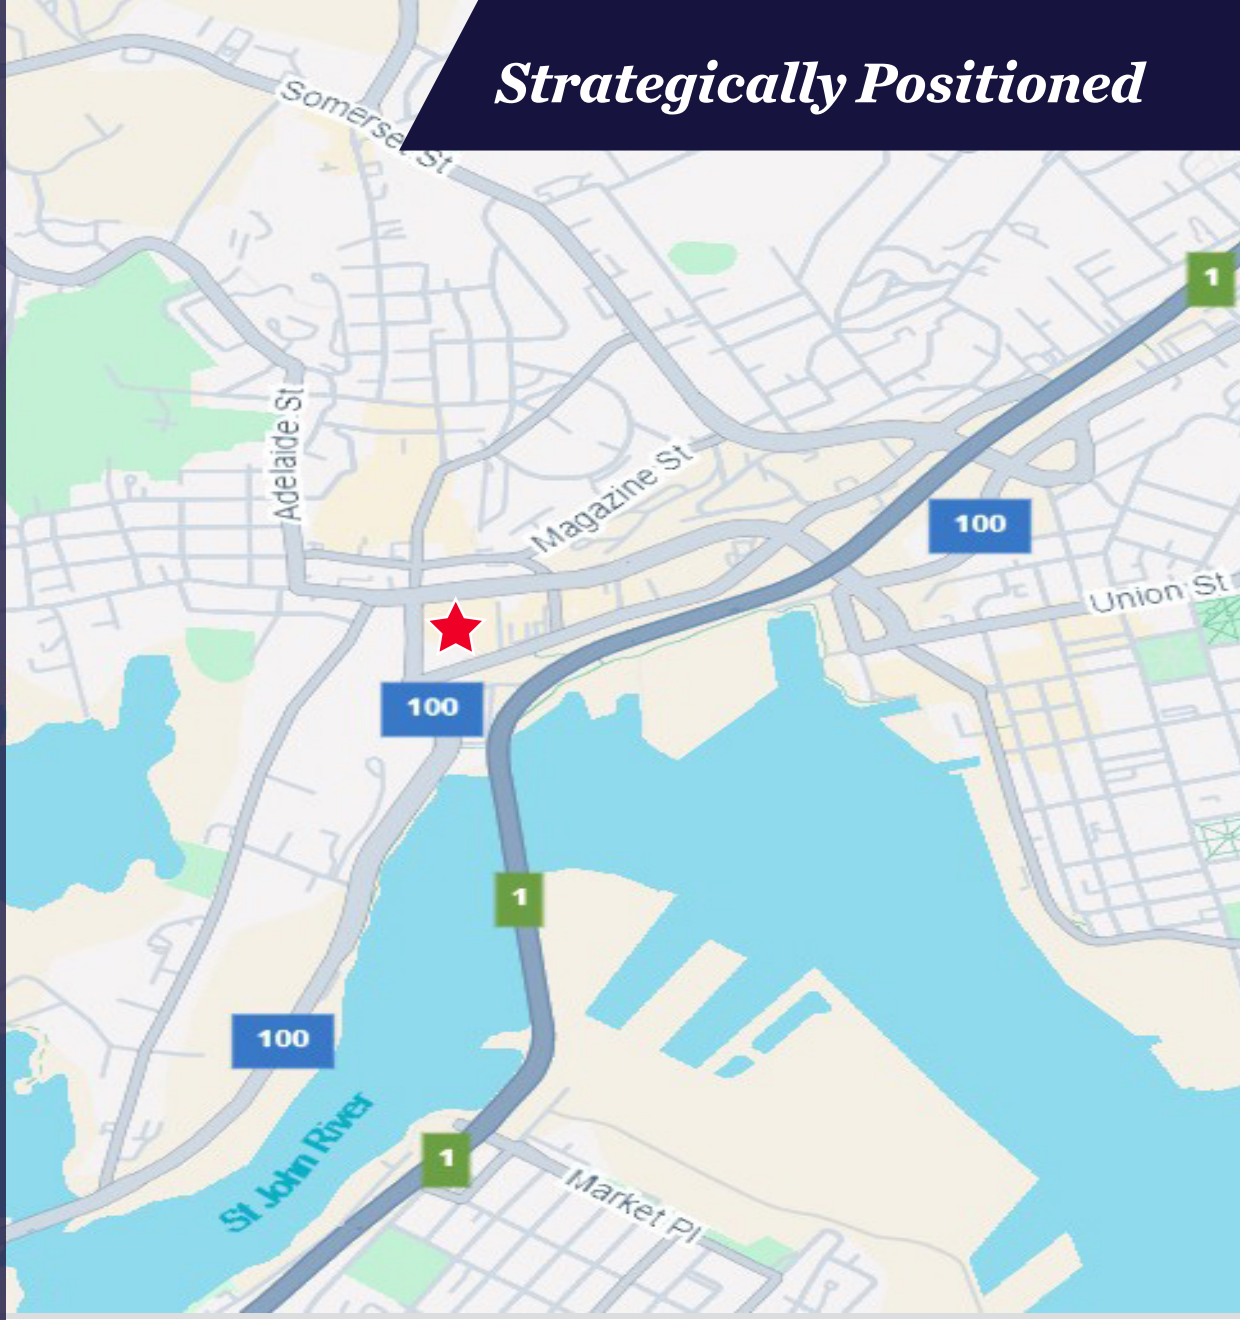 Strategically Positioned
Somerset St
1
Adelaide St
Magazine St
100
Union St
100
1
100
St John River
1
Market Pl